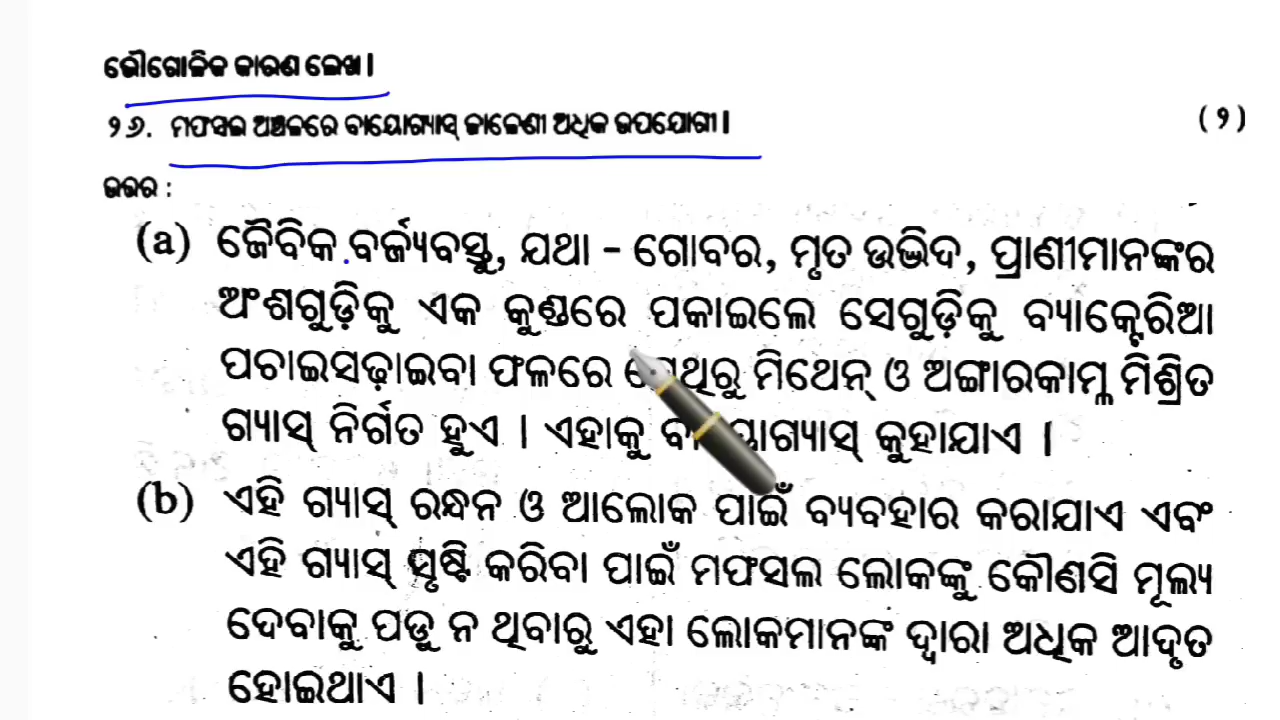 ଭୌଗୋଳିକ କାରଣ ଲେଖ।
୨୬. ମଫସଲ ଅଞ୍ଚଳରେ ବାୟୋଗ୍ୟାସ୍ ଜାଳେଣୀ ଅଧିକ ଉପଯୋଗୀ। (୨)
ଉତ୍ତର :
(a) ଜୈବିକ ବର୍ଜ୍ୟବସ୍ତୁ, ଯଥା - ଗୋବର, ମୃତ ଉଦ୍ଭିଦ, ପ୍ରାଣୀମାନଙ୍କର
ଅଂଶଗୁଡ଼ିକୁ ଏକ କୁଣ୍ଡରେ ପକାଇଲେ ସେଗୁଡ଼ିକୁ ବ୍ୟାକ୍ଟେରିଆ
ପଚାଇସଢ଼ାଇବା ଫଳରେ ମିଥେନ୍ ଓ ଅଙ୍ଗାରକାମ୍ଳ ମିଶ୍ରିତ
ଗ୍ୟାସ୍ ନିର୍ଗତ ହୁଏ । ଏହାକୁ କୁହାଯାଏ ।
(b) ଏହି ଗ୍ୟାସ୍ ରନ୍ଧନ ଓ ଆଲୋକ ପାଇଁ ବ୍ୟବହାର କରାଯାଏ ଏବଂ
ଏହି ଗ୍ୟାସ୍ ସୃଷ୍ଟି କରିବା ପାଇଁ ମଫସଲ ଲୋକଙ୍କୁ କୌଣସି ମୂଲ୍ୟ
ଦେବାକୁ ପଡୁ ନ ଥିବାରୁ ଏହା ଲୋକମାନଙ୍କ ଦ୍ୱାରା ଅଧିକ ଆଦୃତ
ହୋଇଥାଏ ।